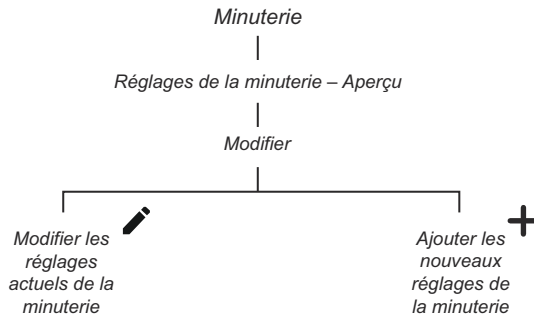 Minuterie
Réglages de la minuterie – Aperçu
Modifier
Modifier les
réglages
actuels de la
minuterie
Ajouter les
nouveaux
réglages de
la minuterie